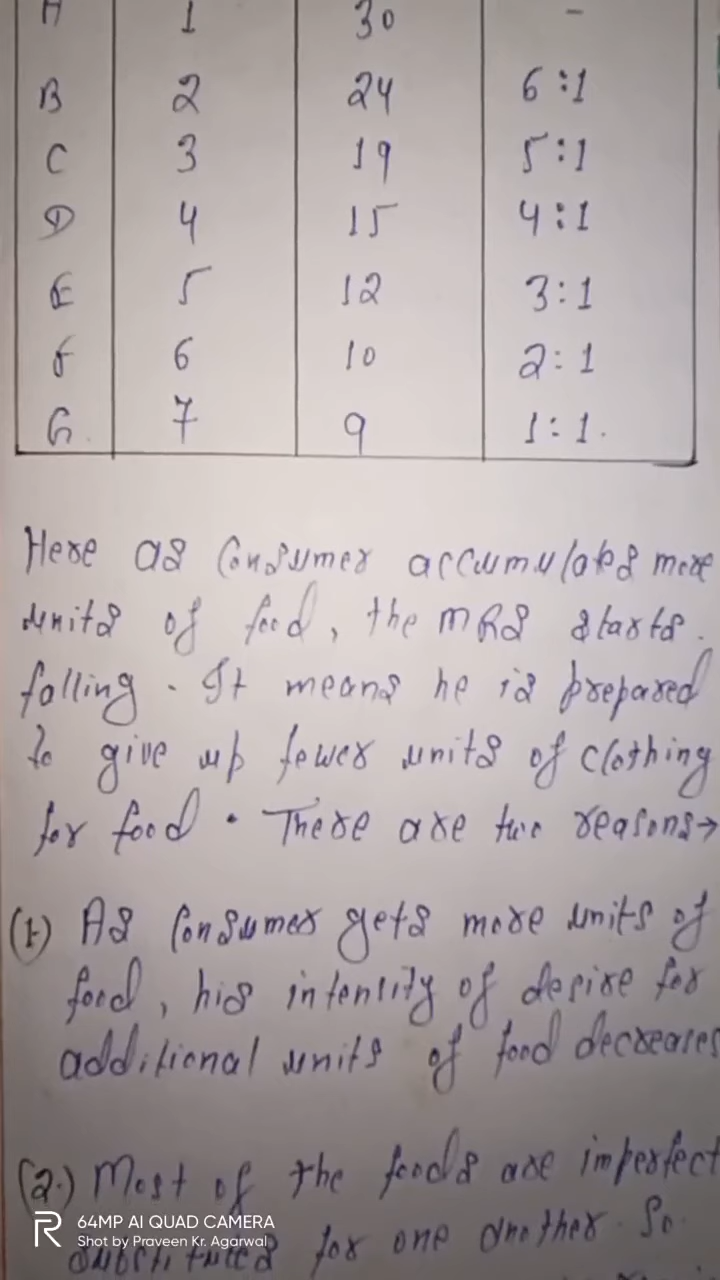 A 1 30 -
B 2 24 6:1
C 3 19 5:1
D 4 15 4:1
E 5 12 3:1
F 6 10 2:1
G. 7 9 1:1.
Here as Consumer accumulates more
units of food, the MRS starts.
falling. It means he is prepared
to give up fewer units of clothing
for food. There are two reasons→
(1.) As Consumer gets more units of
food, his intensity of desire for
additional units of food decreases
(2.) Most of the foods are imperfect
substitutes for one another. So
64MP AI QUAD CAMERA
Shot by Praveen Kr. Agarwal